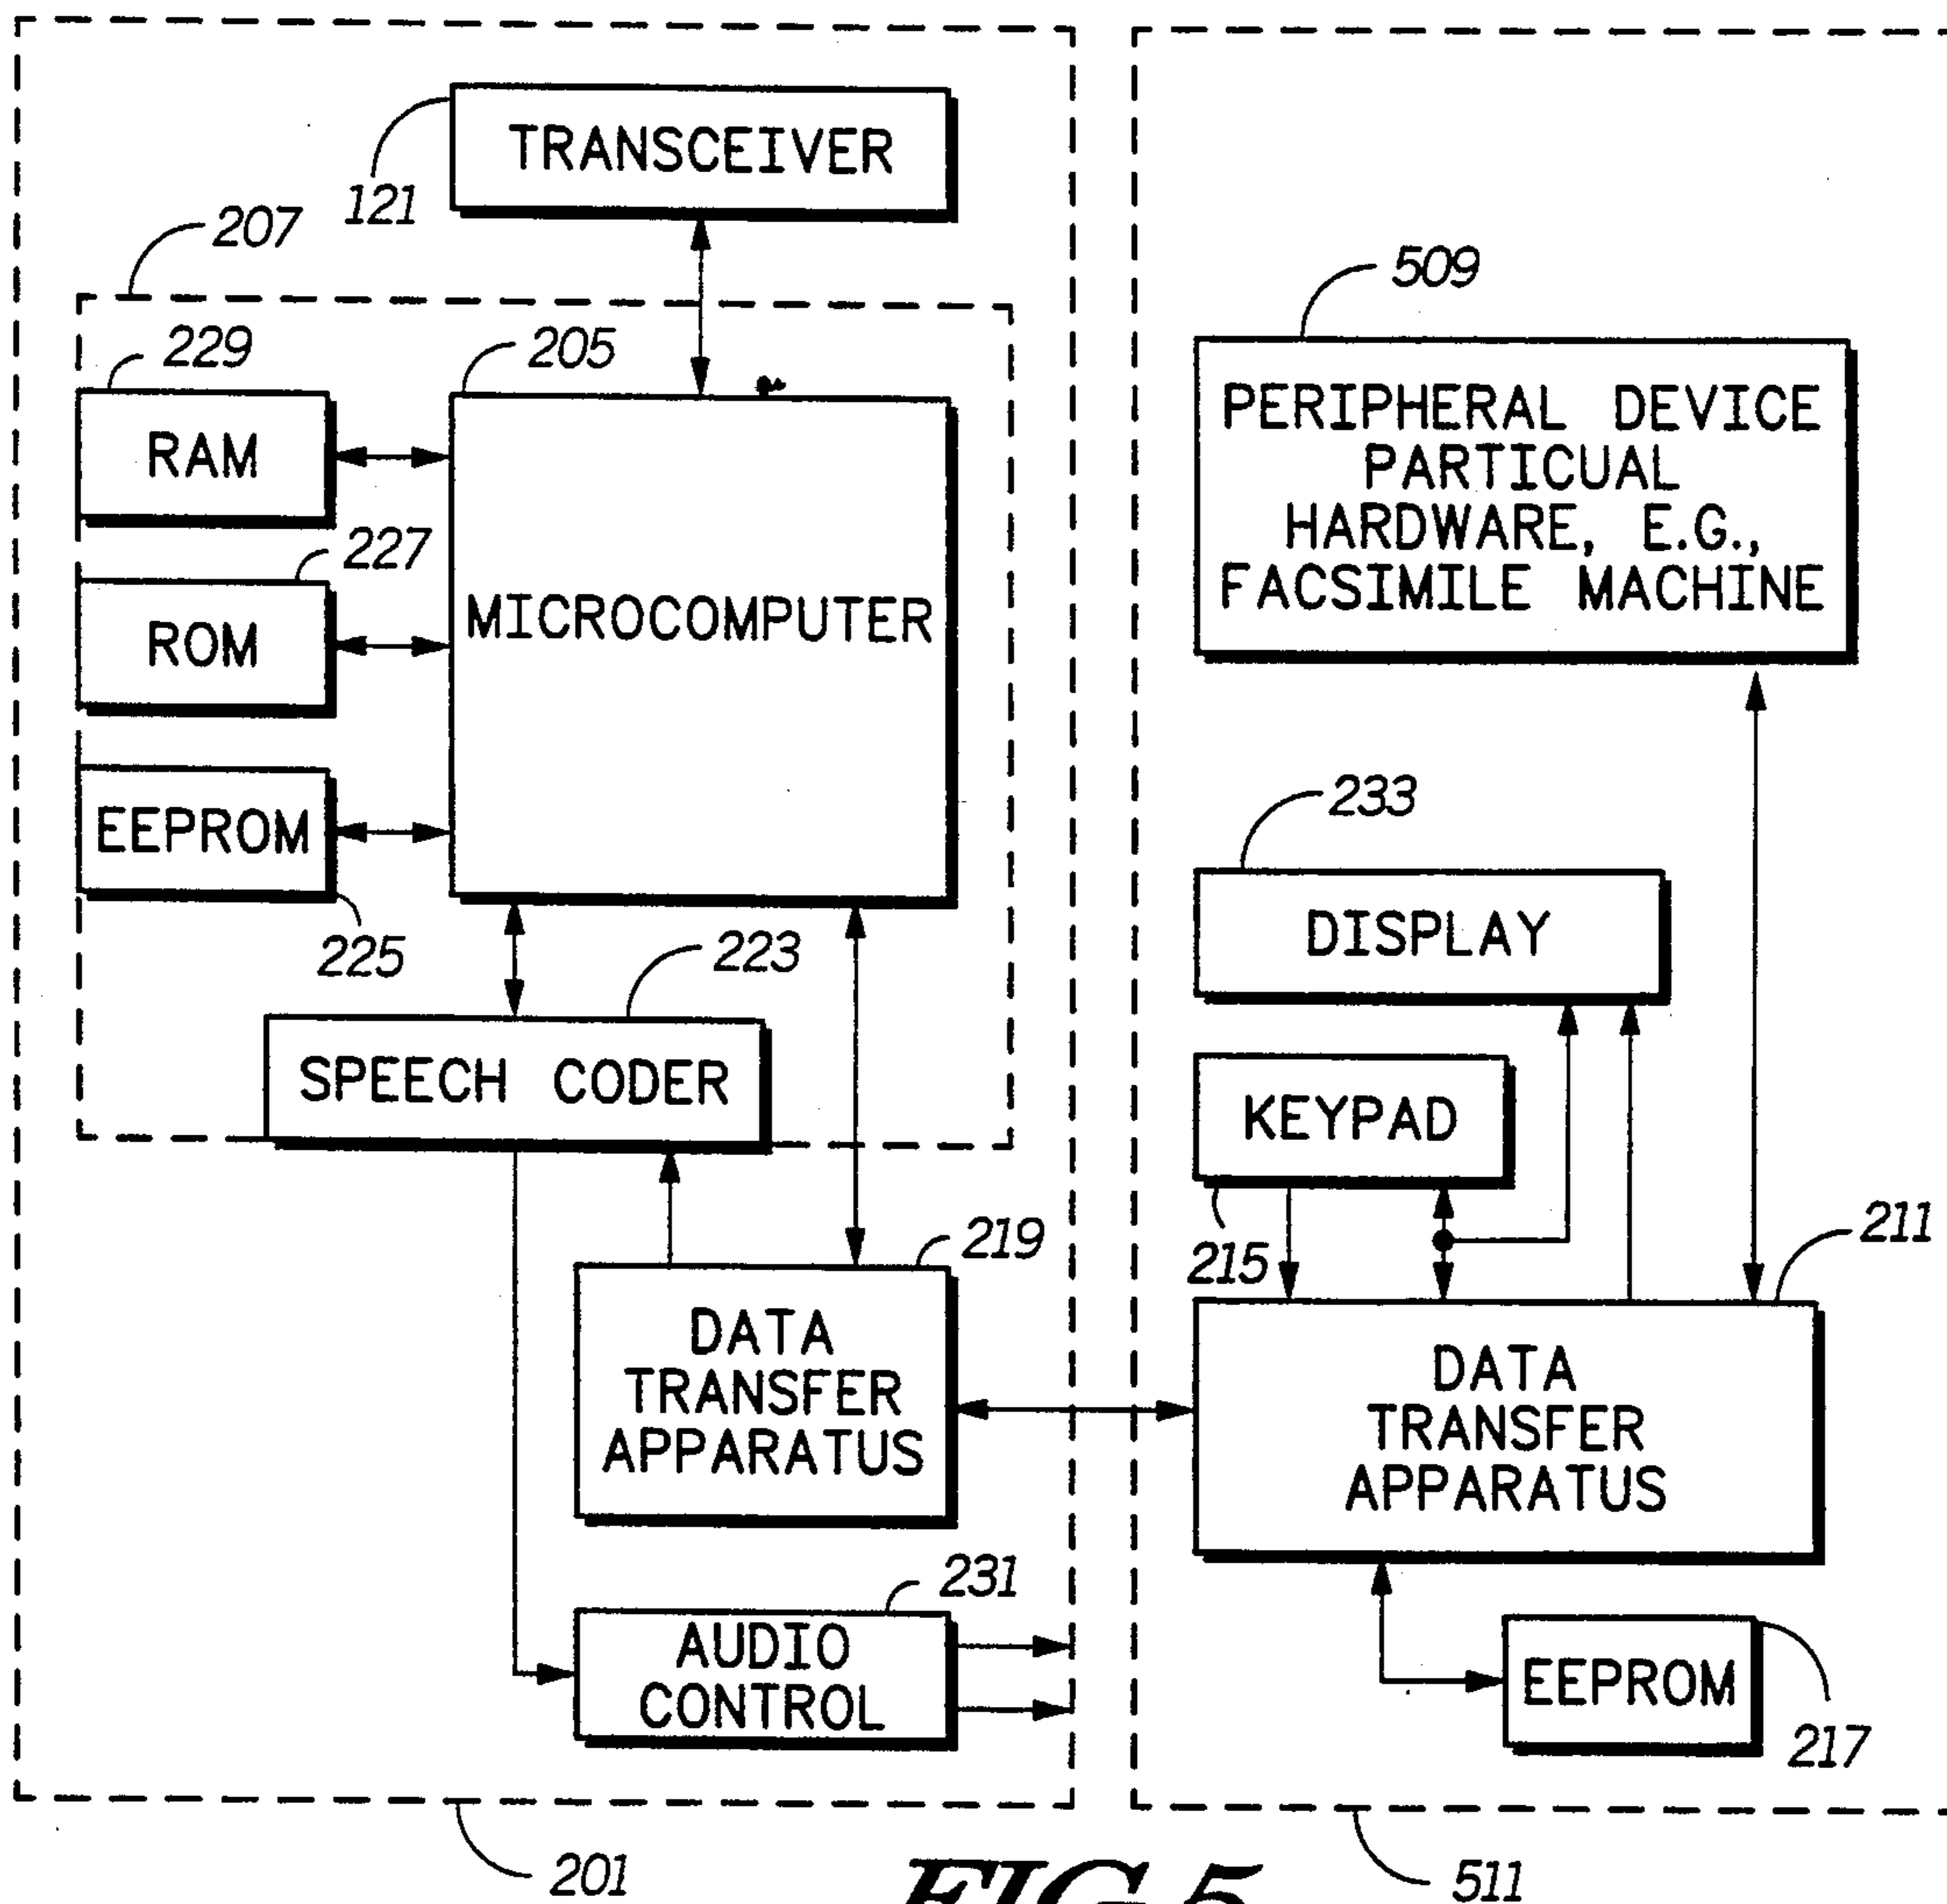 TRANSCEIVER
121
207
229
205
RAM
227
ROM
MICROCOMPUTER
EEPROM
225
223
SPEECH CODER
219
DATA
TRANSFER
APPARATUS
231
AUDIO
CONTROL
201
509
PERIPHERAL DEVICE
PARTICUAL
HARDWARE, E.G.,
FACSIMILE MACHINE
233
DISPLAY
KEYPAD
215
211
DATA
TRANSFER
APPARATUS
EEPROM
217
511
FIG.5